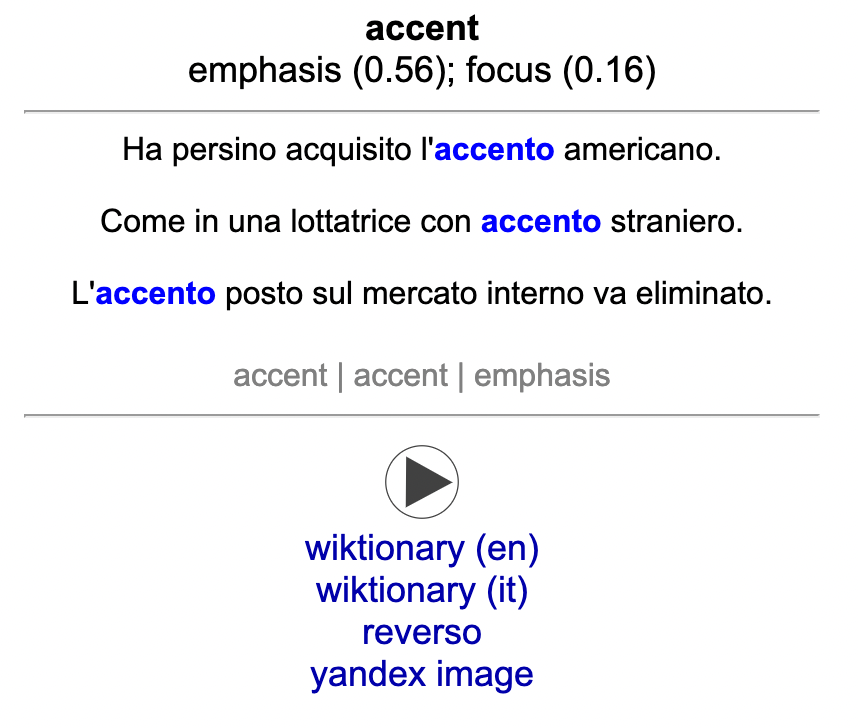 accent
emphasis (0.56); focus (0.16)
Ha persino acquisito l'accento americano.
Come in una lottatrice con accento straniero.
L'accento posto sul mercato interno va eliminato.
accent | accent | emphasis
wiktionary (en)
wiktionary (it)
reverso
yandex image